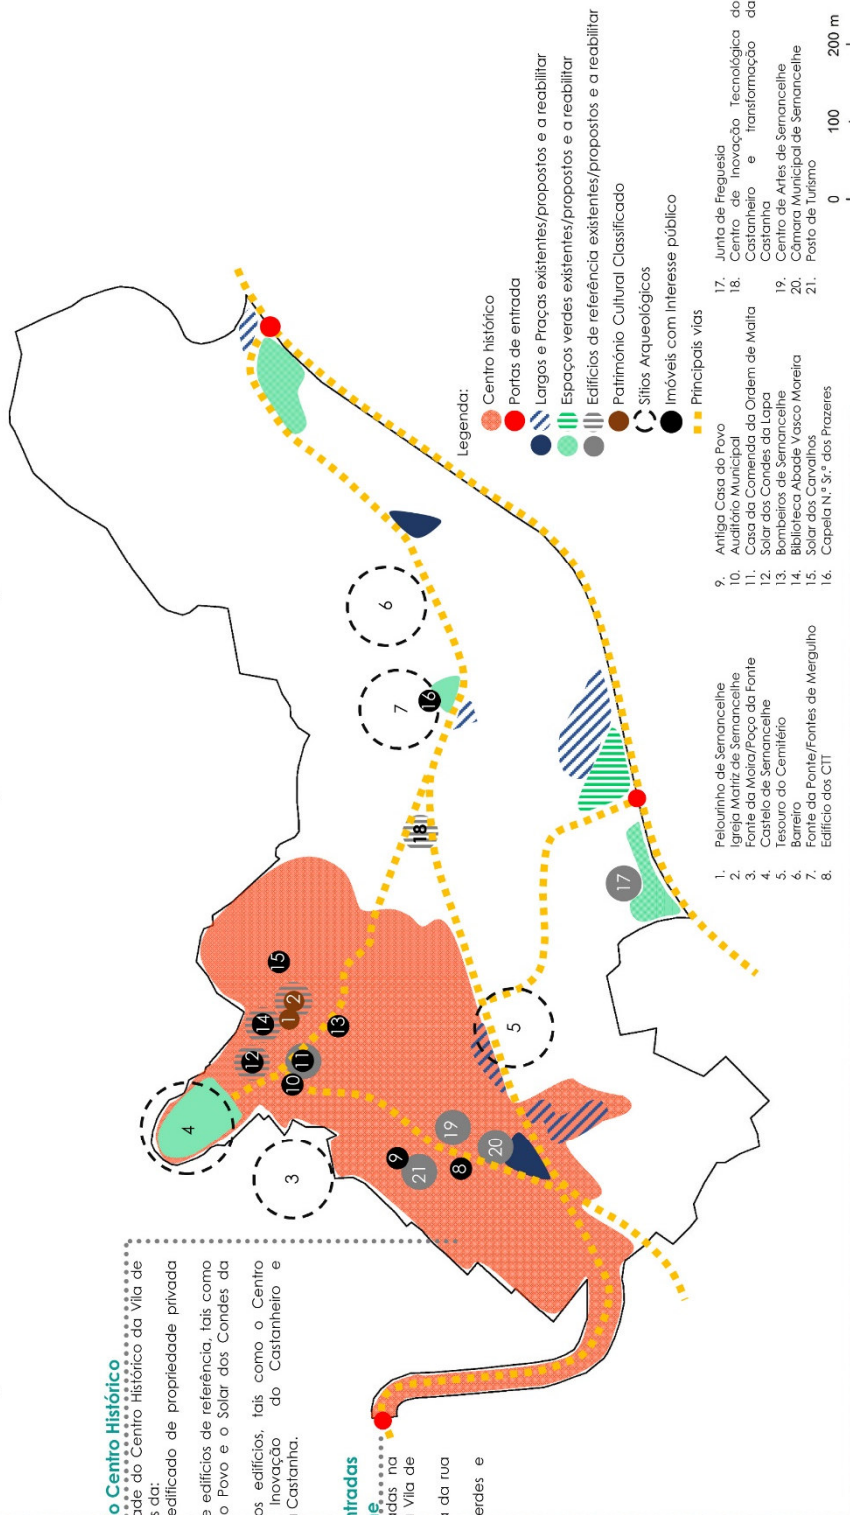 o Centro Histórico
ade do Centro Histórico da Vila de
s da:
edificado de propriedade privada
e edifícios de referência, tais como
o Povo e o Solar dos Condes da
os edifícios, tais como o Centro
Inovação do Castanheiro e
Castanha.
ntradas
adas na
Vila de
a da rua
erdes e
4
3
12
14
15
1
2
10
11
13
9
21
19
8
20
5
18
7
16
6
17
Legenda:
Centro histórico
Portas de entrada
Largos e Praças existentes/propostos e a reabilitar
Espaços verdes existentes/propostos e a reabilitar
Edifícios de referência existentes/propostos e a reabilitar
Património Cultural Classificado
Sítios Arqueológicos
Imóveis com Interesse público
Principais vias
1. Pelourinho de Sernancelhe
2. Igreja Matriz de Sernancelhe
3. Fonte da Moira/Poço da Fonte
4. Castelo de Sernancelhe
5. Tesouro do Cemitério
6. Barreiro
7. Fonte da Ponte/Fontes de Mergulho
8. Edifício dos CTT
9. Antiga Casa do Povo
10. Auditório Municipal
11. Casa da Comenda da Ordem de Malta
12. Solar dos Condes da Lapa
13. Bombeiros de Sernancelhe
14. Biblioteca Abade Vasco Moreira
15. Solar dos Carvalhos
16. Capela N.ª Sr.ª dos Prazeres
17. Junta de Freguesia
18. Centro de Inovação Tecnológica do
Castanheiro e transformação da
Castanha
19. Centro de Artes de Sernancelhe
20. Câmara Municipal de Sernancelhe
21. Posto de Turismo
0 100 200 m